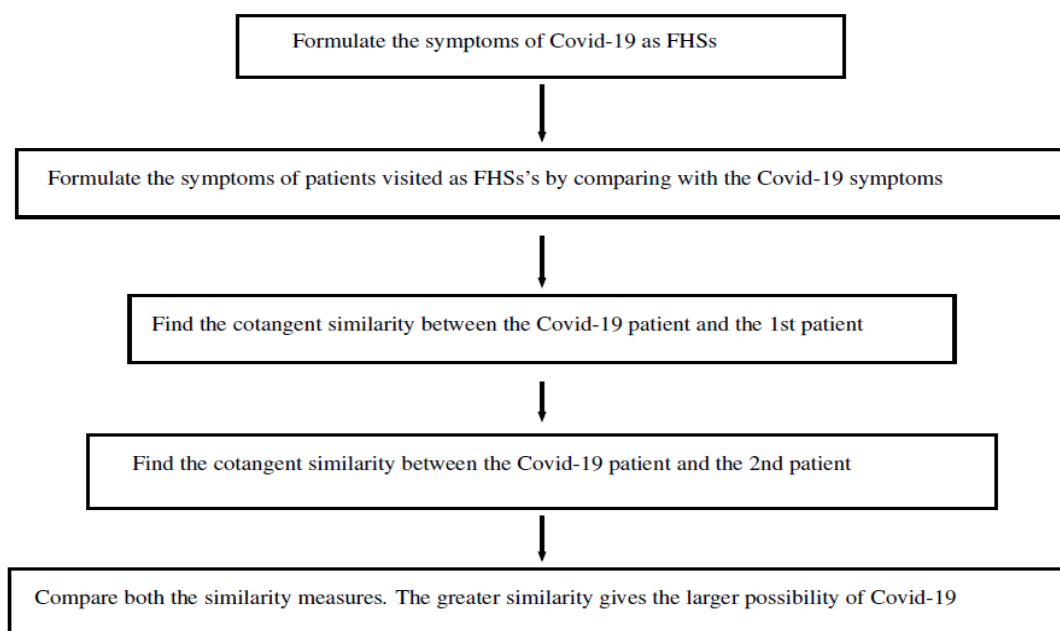 Formulate the symptoms of Covid-19 as FHSs
Formulate the symptoms of patients visited as FHSs's by comparing with the Covid-19 symptoms
Find the cotangent similarity between the Covid-19 patient and the 1st patient
Find the cotangent similarity between the Covid-19 patient and the 2nd patient
Compare both the similarity measures. The greater similarity gives the larger possibility of Covid-19